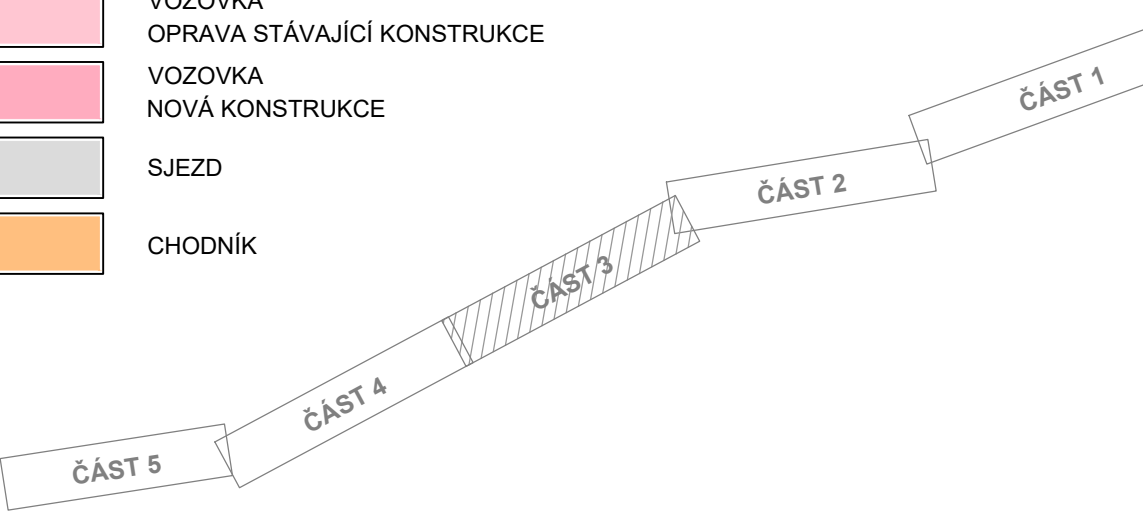 VOZOVKA
OPRAVA STÁVAJÍCÍ KONSTRUKCE
VOZOVKA
NOVÁ KONSTRUKCE
SJEZD
CHODNÍK
ČÁST 1
ČÁST 2
ČÁST 3
ČÁST 4
ČÁST 5